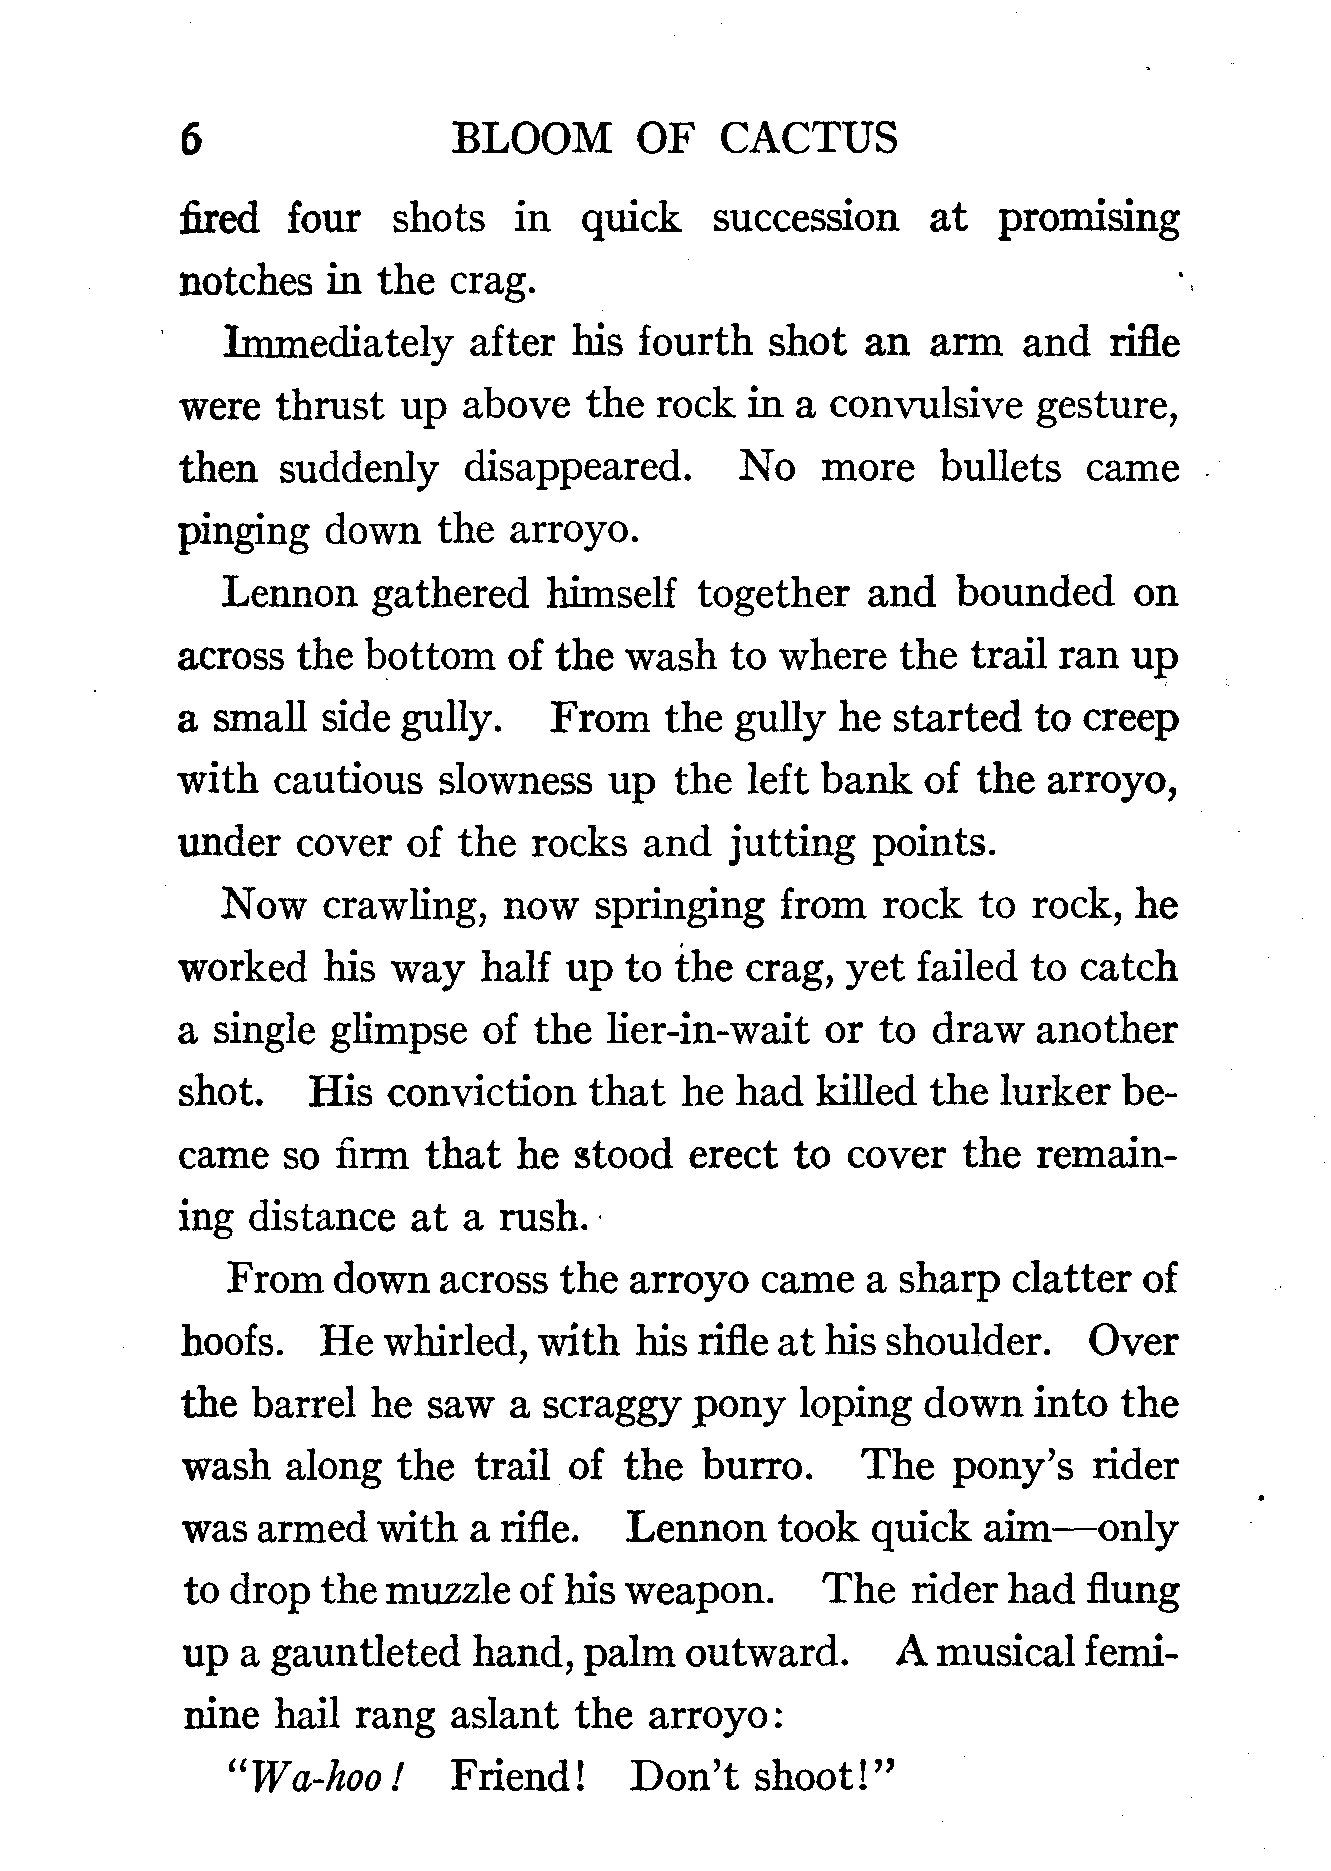 6 BLOOM OF CACTUS
fired four shots in quick succession at promising
notches in the crag.
Immediately after his fourth shot an arm and rifle
were thrust up above the rock in a convulsive gesture,
then suddenly disappeared. No more bullets came
pinging down the arroyo.
Lennon gathered himself together and bounded on
across the bottom of the wash to where the trail ran up
a small side gully. From the gully he started to creep
with cautious slowness up the left bank of the arroyo,
under cover of the rocks and jutting points.
Now crawling, now springing from rock to rock, he
worked his way half up to the crag, yet failed to catch
a single glimpse of the lier-in-wait or to draw another
shot. His conviction that he had killed the lurker be-
came so firm that he stood erect to cover the remain-
ing distance at a rush.
From down across the arroyo came a sharp clatter of
hoofs. He whirled, with his rifle at his shoulder. Over
the barrel he saw a scraggy pony loping down into the
wash along the trail of the burro. The pony's rider
was armed with a rifle. Lennon took quick aim—only
to drop the muzzle of his weapon. The rider had flung
up a gauntleted hand, palm outward. A musical femi-
nine hail rang aslant the arroyo:
"Wa-hoo! Friend! Don't shoot!"